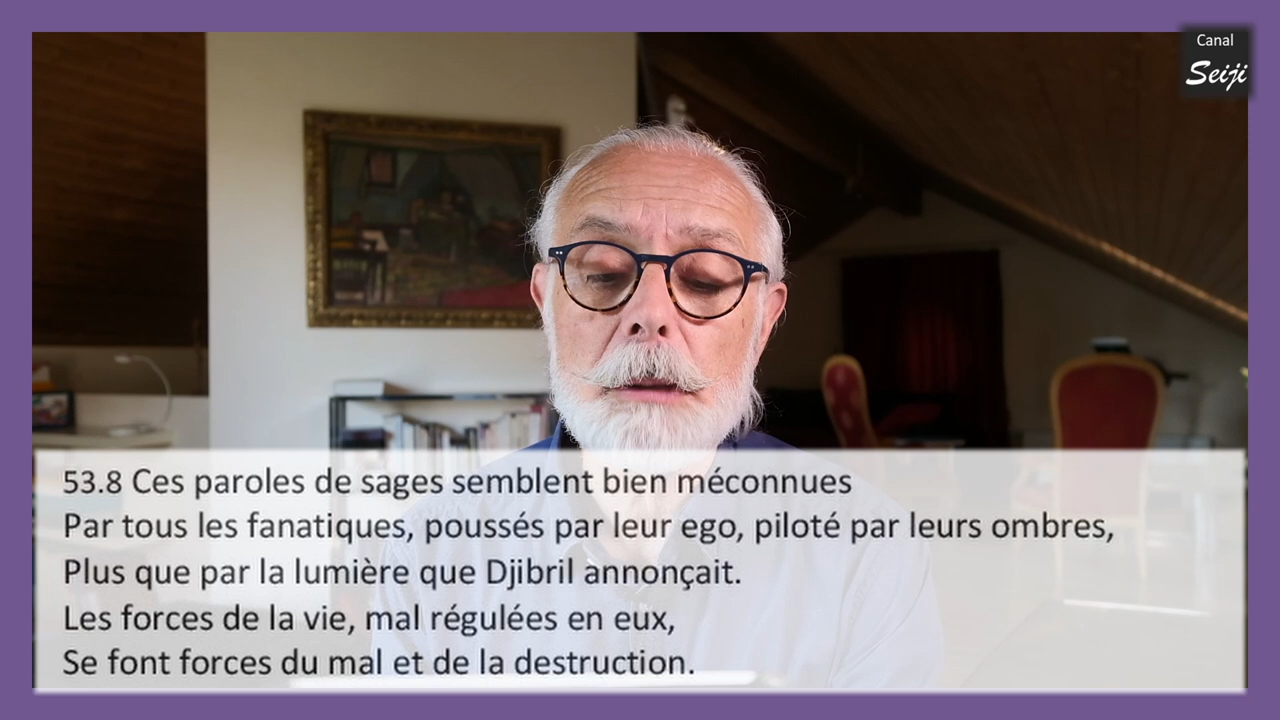 Canal
Seiji
53.8 Ces paroles de sages semblent bien méconnues
Par tous les fanatiques, poussés par leur ego, piloté par leurs ombres,
Plus que par la lumière que Djibril annonçait.
Les forces de la vie, mal régulées en eux,
Se font forces du mal et de la destruction.